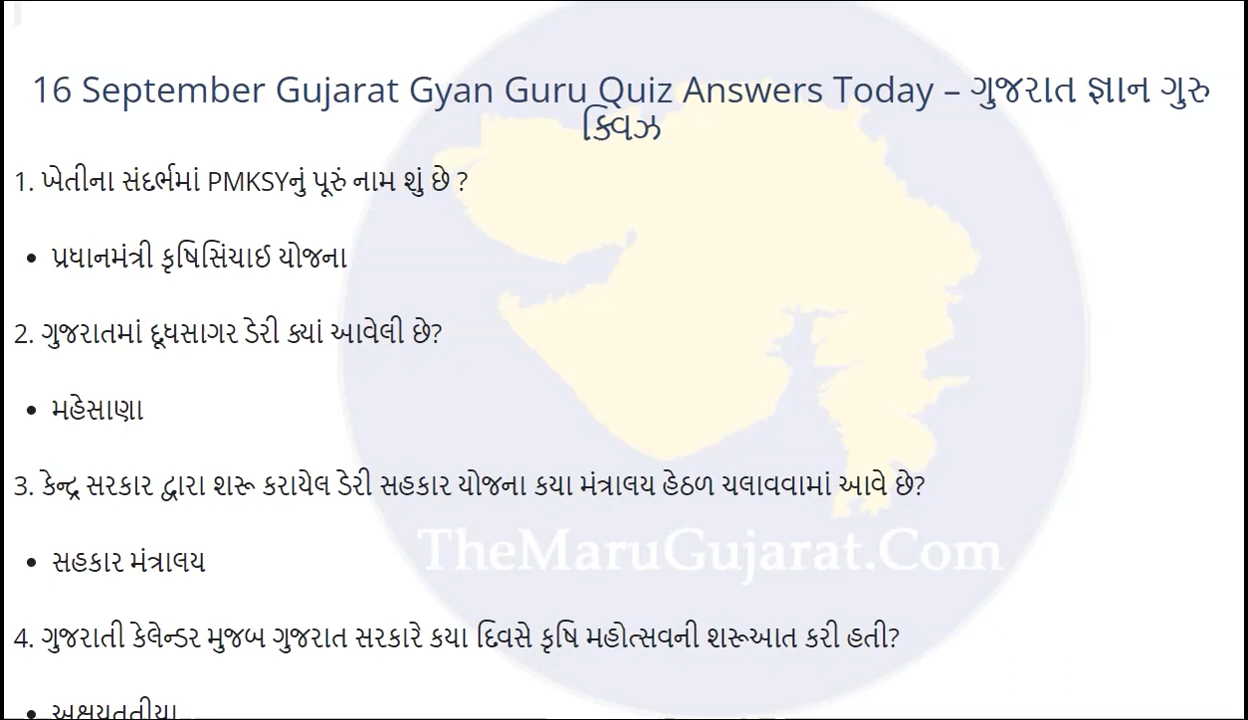 16 September Gujarat Gyan Guru Quiz Answers Today – ગુજરાત જ્ઞાન ગુરુ
ક્વિઝ
1. ખેતીના સંદર્ભમાં PMKSYનું પૂરું નામ શું છે ?
• પ્રધાનમંત્રી કૃષિસિંચાઈ યોજના
2. ગુજરાતમાં દૂધસાગર ડેરી ક્યાં આવેલી છે?
• મહેસાણા
3. કેન્દ્ર સરકાર દ્વારા શરૂ કરાયેલ ડેરી સહકાર યોજના કયા મંત્રાલય હેઠળ ચલાવવામાં આવે છે?
• સહકાર મંત્રાલય
TheMaruGujarat.Com
4. ગુજરાતી કેલેન્ડર મુજબ ગુજરાત સરકારે કયા દિવસે કૃષિ મહોત્સવની શરૂઆત કરી હતી?
• અક્ષયતૃતીયા